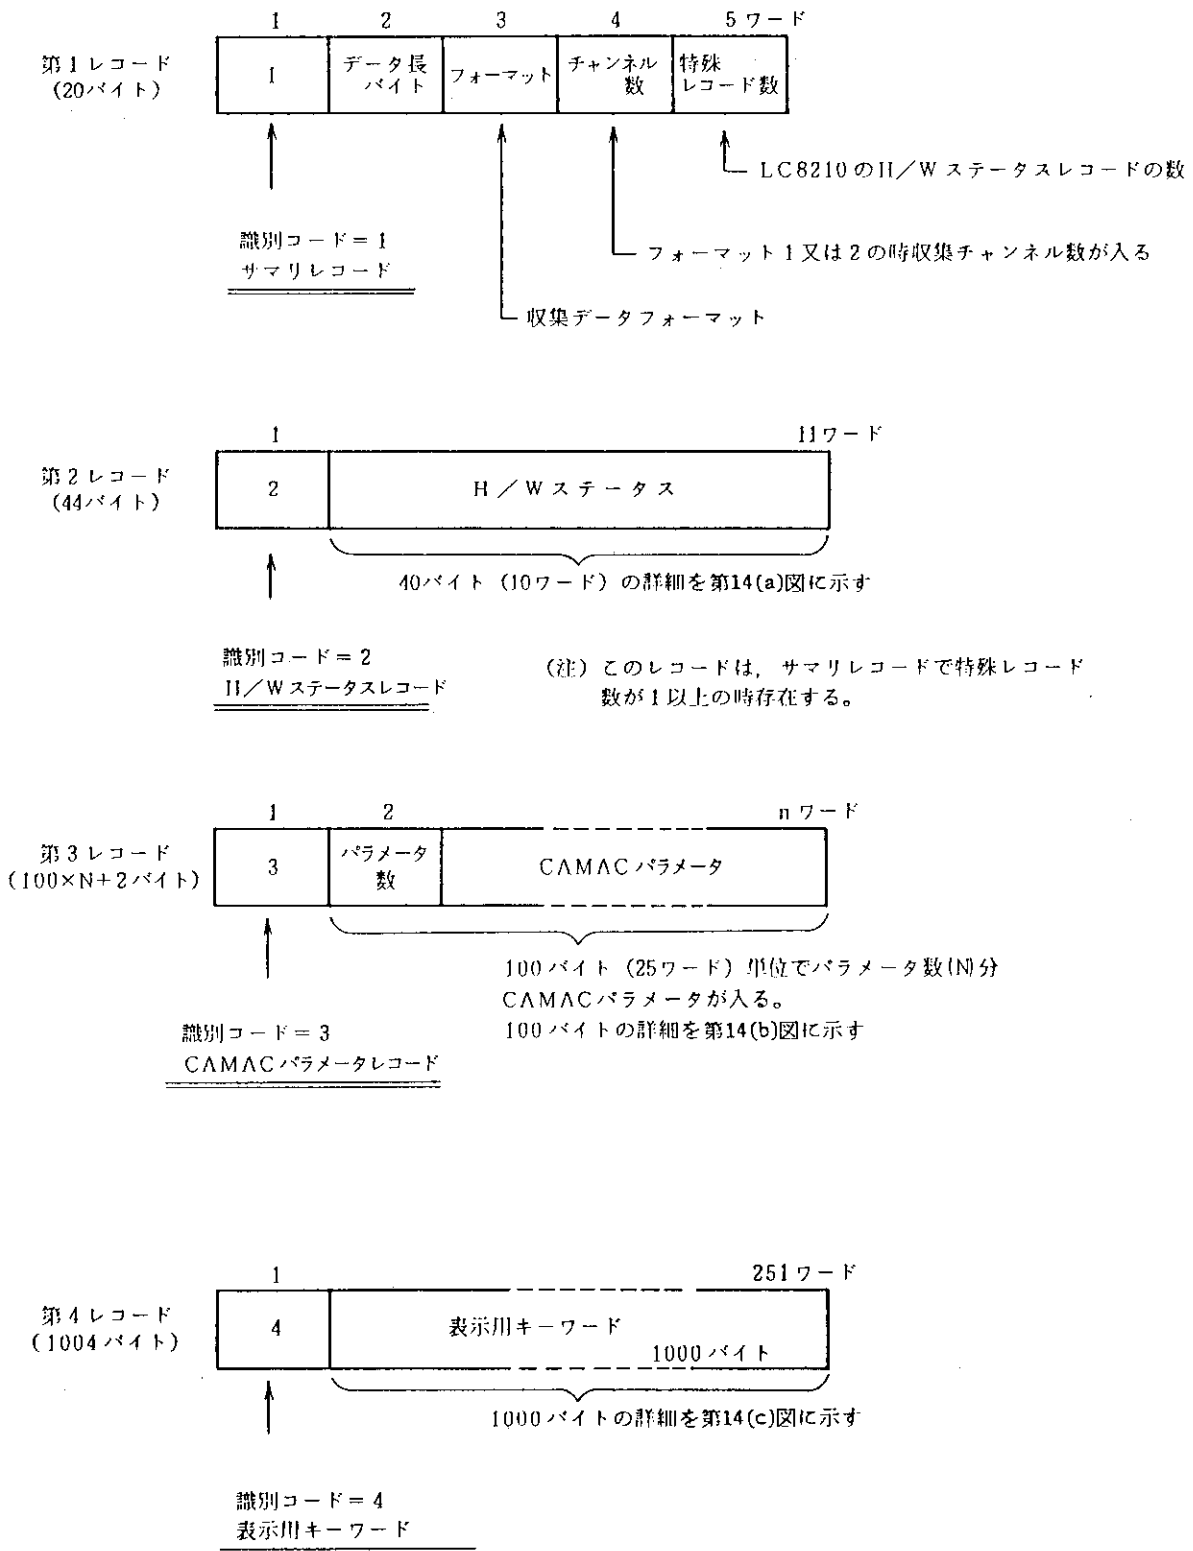 1 2 3 4 5ワード
第1レコード
(20バイト)
1
データ長
バイト
フォーマット
チャンネル
数
特殊
レコード数
LC8210のH/Wステータスレコードの数
識別コード=1
サマリレコード
フォーマット1又は2の時収集チャンネル数が入る
収集データフォーマット
1 11ワード
第2レコード
(44バイト)
2
H/Wステータス
40バイト(10ワード)の詳細を第14(a)図に示す
識別コード=2
H/Wステータスレコード
(注)このレコードは,サマリレコードで特殊レコード
数が1以上の時存在する。
1 2 nワード
第3レコード
(100×N+2バイト)
3
パラメータ
数
CAMACパラメータ
100バイト(25ワード)単位でパラメータ数(N)分
CAMACパラメータが入る。
100バイトの詳細を第14(b)図に示す
識別コード=3
CAMACパラメータレコード
1 251ワード
第4レコード
(1004バイト)
4
表示用キーワード
1000バイト
1000バイトの詳細を第14(c)図に示す
識別コード=4
表示用キーワード